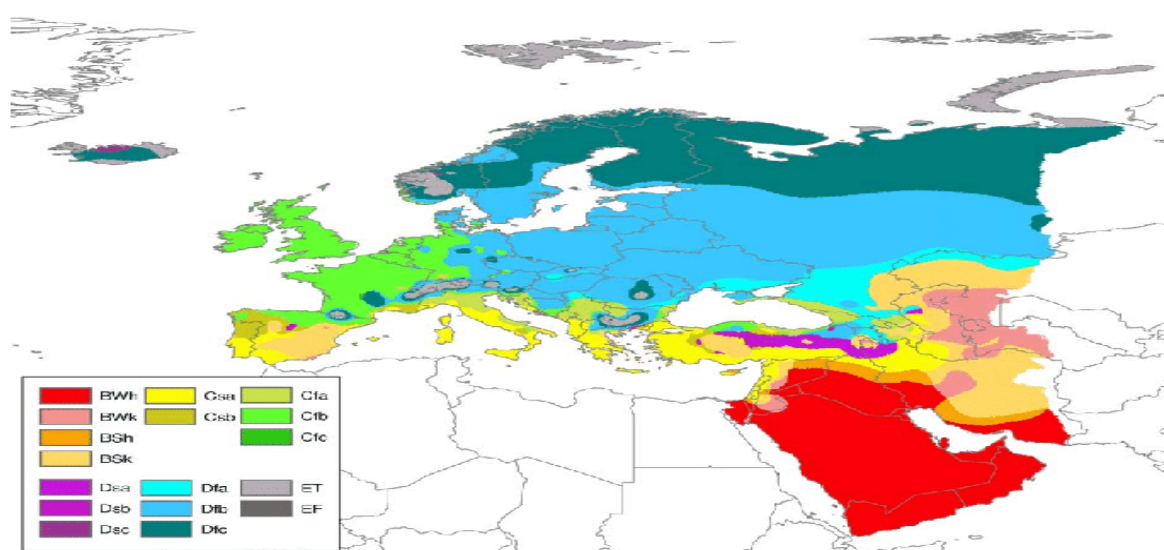 BWh Csa Cfa
BWk Csb Cfb
BSh Cfc
BSk
Dsa Dfa ET
Dsb Dfb EF
Dsc Dfc